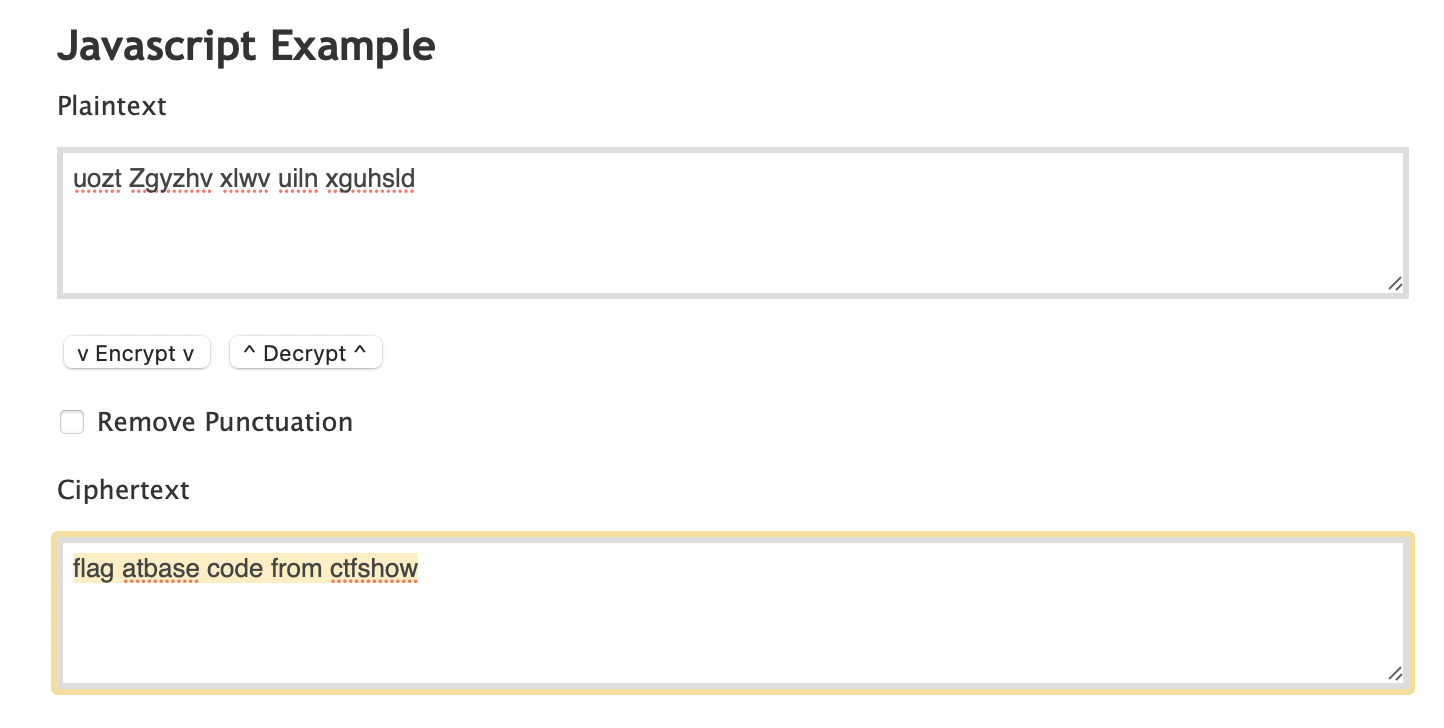 Javascript Example
Plaintext
uozt Zgyzhv xlwv uiln xguhsld
v Encrypt v ^ Decrypt ^
Remove Punctuation
Ciphertext
flag atbase code from ctfshow